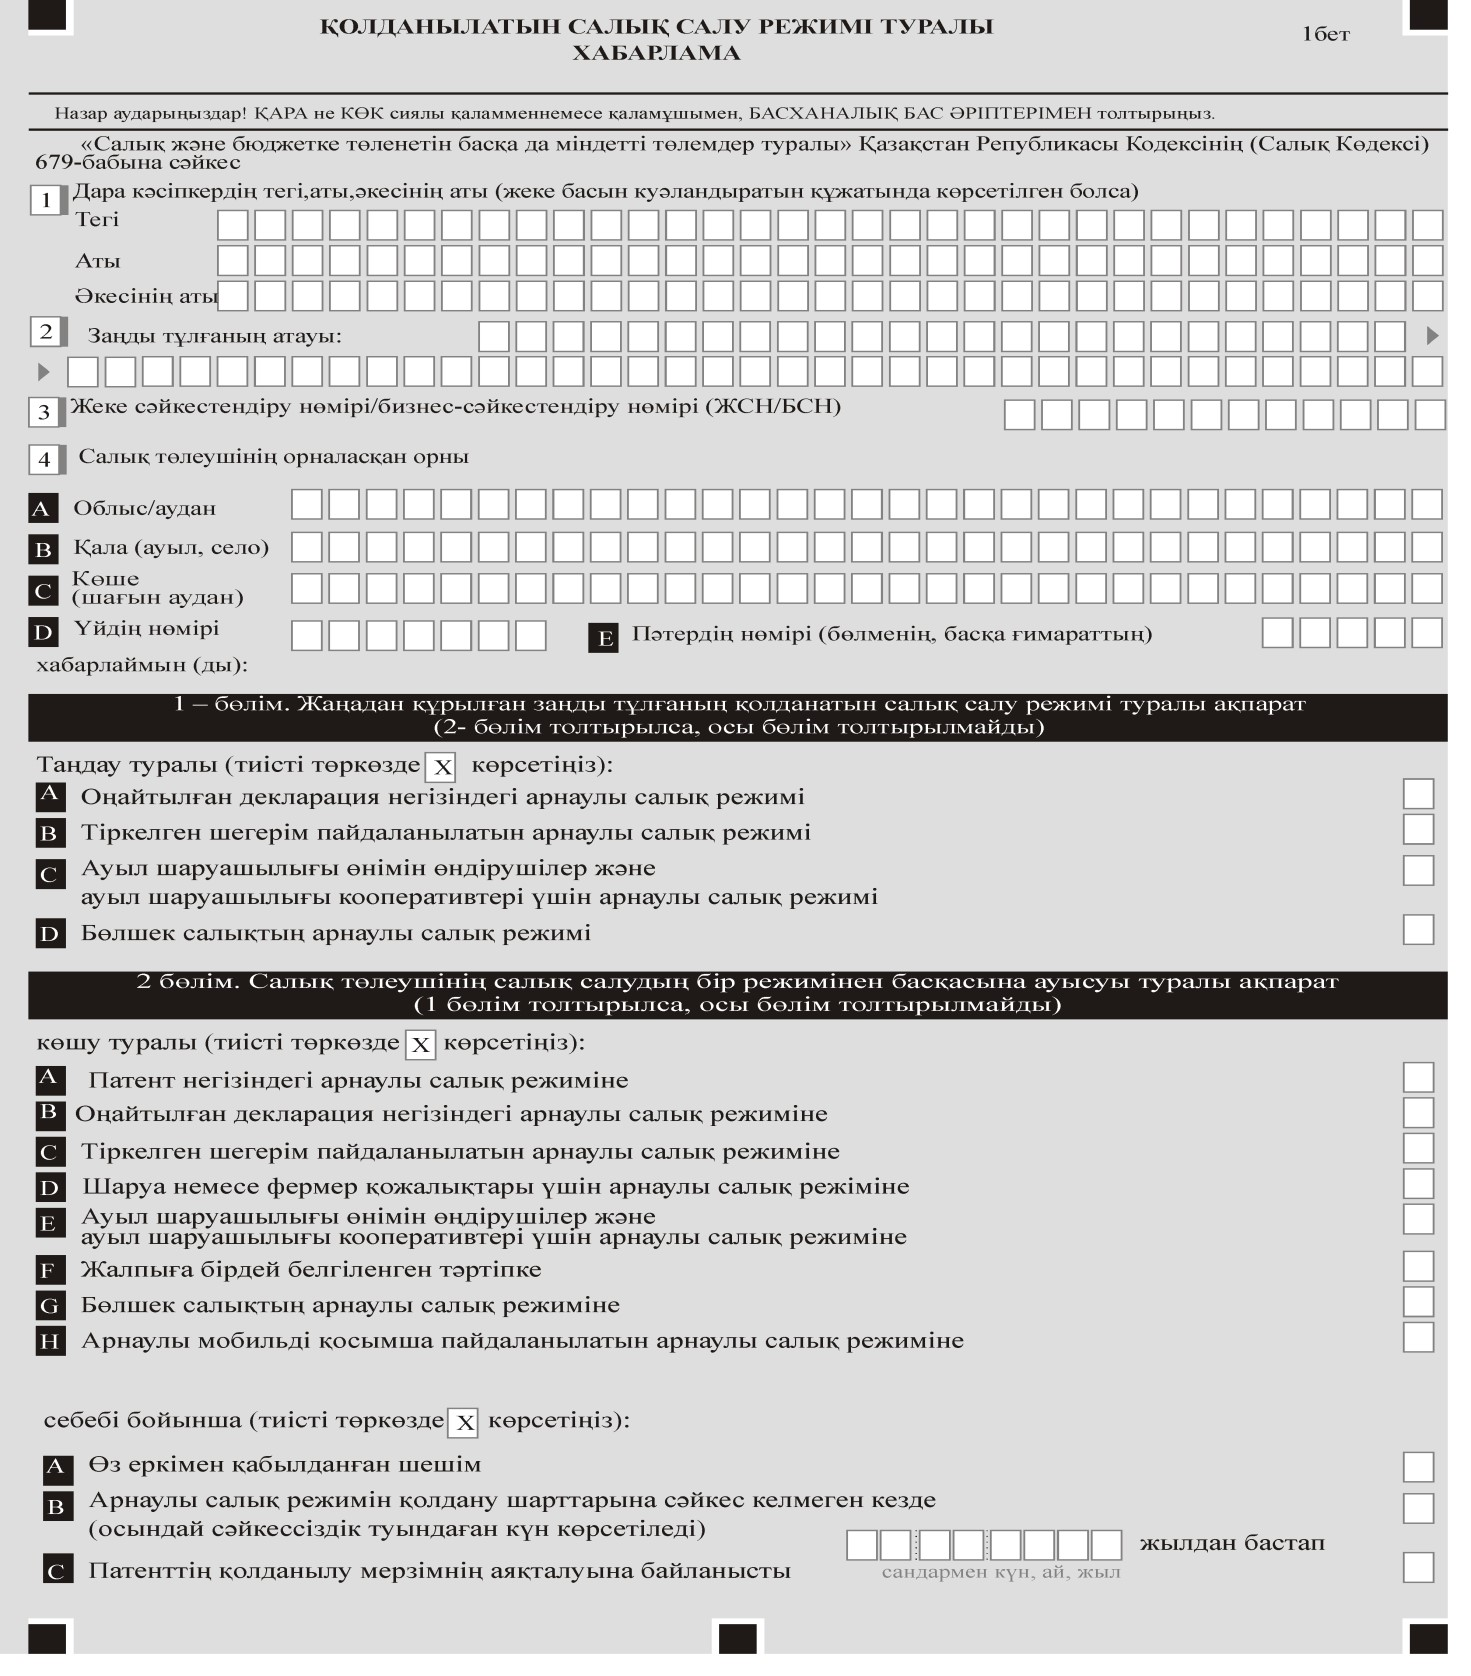 ҚОЛДАНЫЛАТЫН САЛЫҚ САЛУ РЕЖИМІ ТУРАЛЫ
ХАБАРЛАМА
1бет
Назар аударыңыздар! ҚАРА не КӨК сиялы қаламменнемесе қаламұшымен, БАСХАНАЛЫҚ БАС ӘРІПТЕРІМЕН толтырыңыз.
«Салық және бюджетке төленетін басқа да міндетті төлемдер туралы» Қазақстан Републикасы Кодексінің (Салық Кодексі)
679-бабына сәйкес
1 Дара кәсіпкердің тегі,аты,әкесінің аты (жеке басын куәландыратын құжатында көрсетілген болса)
Тегі
Аты
Әкесінің аты
2 Заңды тұлғаның атауы:
3 Жеке сәйкестендіру нөмірі/бизнес-сәйкестендіру нөмірі (ЖСН/БСН)
4 Салық төлеушінің орналасқан орны
A Облыс/аудан
B Қала (ауыл, село)
C Көше
(шағын аудан)
D Үйдің нөмірі
E Пәтердің нөмірі (бөлменің, басқа ғимараттың)
хабарлаймын (ды):
1 – бөлім. Жаңадан құрылған заңды тұлғаның қолданатын салық салу режимі туралы ақпарат
(2- бөлім толтырылса, осы бөлім толтырылмайды)
Таңдау туралы (тиісті төркөзде X көрсетіңіз):
A Оңайтылған декларация негізіндегі арнаулы салық режимі
B Тіркелген шегерім пайдаланылатын арнаулы салық режимі
C Ауыл шаруашылығы өнімін өндірушілер және
ауыл шаруашылығы кооперативтері үшін арнаулы салық режимі
D Бөлшек салықтың арнаулы салық режимі
2 бөлім. Салық төлеушінің салық салудың бір режимінен басқасына ауысуы туралы ақпарат
(1 бөлім толтырылса, осы бөлім толтырылмайды)
көшу туралы (тиісті төркөзде X көрсетіңіз):
A Патент негізіндегі арнаулы салық режиміне
B Оңайтылған декларация негізіндегі арнаулы салық режиміне
C Тіркелген шегерім пайдаланылатын арнаулы салық режиміне
D Шаруа немесе фермер қожалықтары үшін арнаулы салық режіміне
E Ауыл шаруашылығы өнімін өңдірушілер және
ауыл шаруашылығы кооперативтері үшін арнаулы салық режиміне
F Жалпыға бірдей белгіленген тәртіпке
G Бөлшек салықтың арнаулы салық режиміне
H Арнаулы мобильді қосымша пайдаланылатын арнаулы салық режиміне
себебі бойынша (тиісті төркөзде X көрсетіңіз):
A Өз еркімен қабылданған шешім
B Арнаулы салық режимін қолдану шарттарына сәйкес келмеген кезде
(осындай сәйкессіздік туындаған күн көрсетіледі)
жылдан бастап
C Патенттің қолданылу мерзімнің аяқталуына байланысты
сандармен күн, ай, жыл